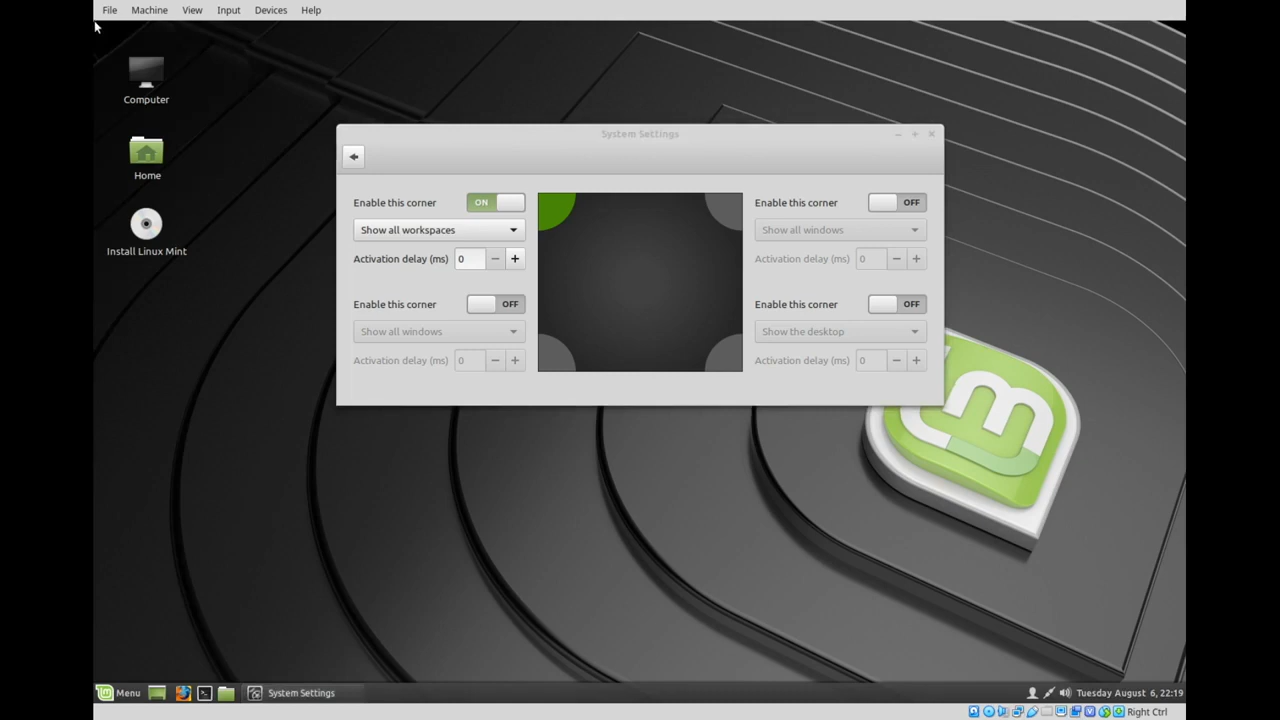 File Machine View Input Devices Help
Computer
Home
Install Linux Mint
System Settings
Enable this corner ON
Show all workspaces
Activation delay (ms) 0
Enable this corner OFF
Show all windows
Activation delay (ms) 0
Enable this corner OFF
Show all windows
Activation delay (ms) 0
Enable this corner OFF
Show the desktop
Activation delay (ms) 0
Menu
System Settings
Tuesday August 6, 22:19
Right Ctrl